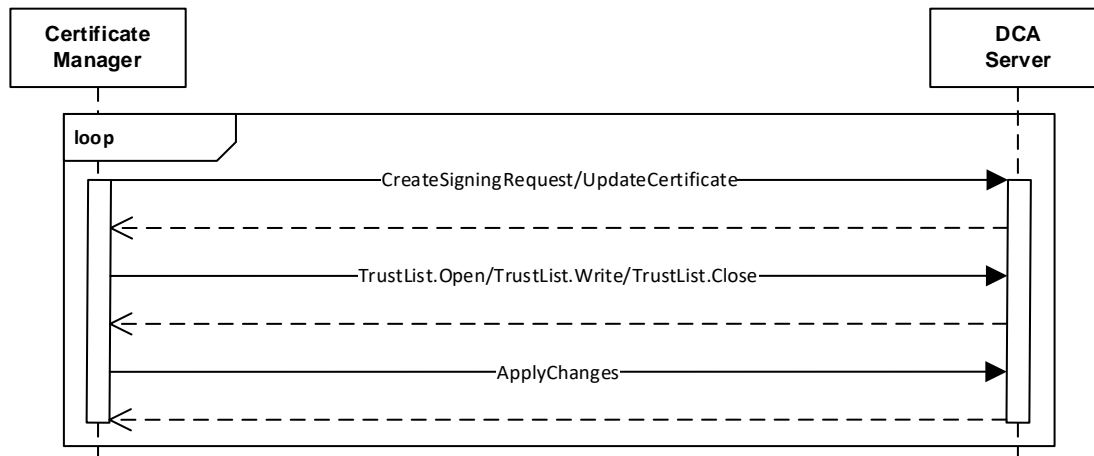 Certificate
Manager
DCA
Server
loop
CreateSigningRequest/UpdateCertificate
TrustList.Open/TrustList.Write/TrustList.Close
ApplyChanges